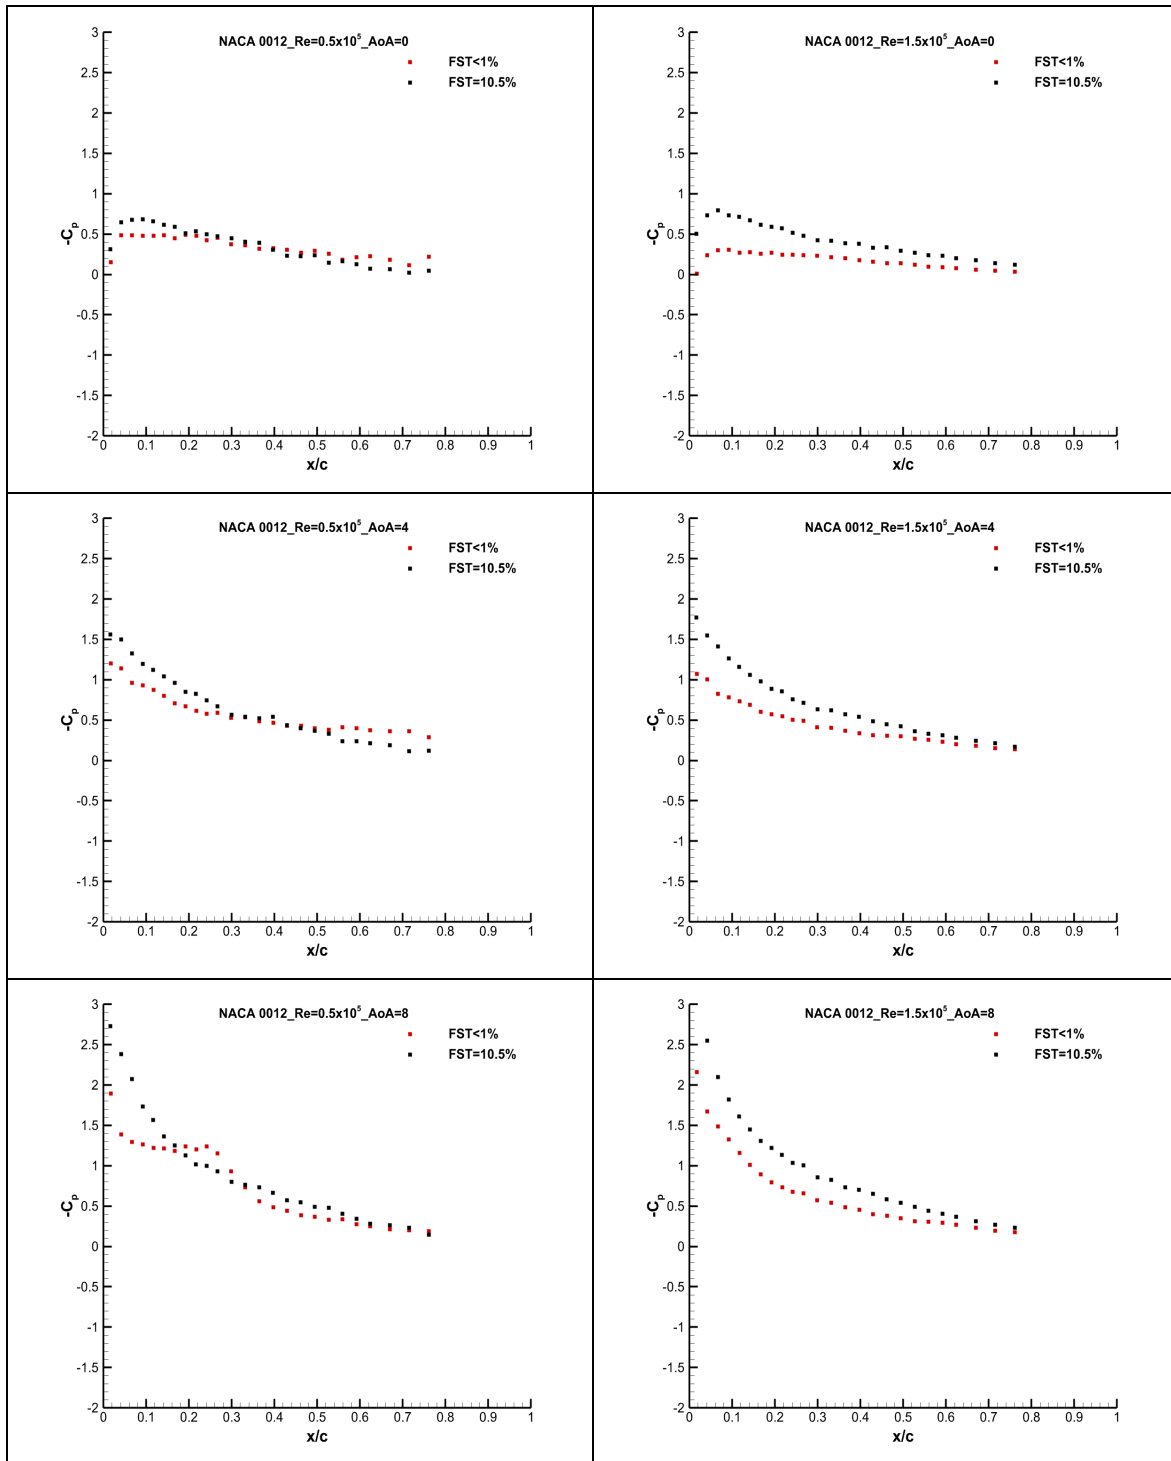 NACA 0012_Re=0.5x10⁵_AoA=0
FST<1%
FST=10.5%
3
2.5
2
1.5
1
0.5
0
-0.5
-1
-1.5
-2
-Cₚ
0 0.1 0.2 0.3 0.4 0.5 0.6 0.7 0.8 0.9 1
x/c
NACA 0012_Re=1.5x10⁵_AoA=0
FST<1%
FST=10.5%
3
2.5
2
1.5
1
0.5
0
-0.5
-1
-1.5
-2
-Cₚ
0 0.1 0.2 0.3 0.4 0.5 0.6 0.7 0.8 0.9 1
x/c
NACA 0012_Re=0.5x10⁵_AoA=4
FST<1%
FST=10.5%
3
2.5
2
1.5
1
0.5
0
-0.5
-1
-1.5
-2
-Cₚ
0 0.1 0.2 0.3 0.4 0.5 0.6 0.7 0.8 0.9 1
x/c
NACA 0012_Re=1.5x10⁵_AoA=4
FST<1%
FST=10.5%
3
2.5
2
1.5
1
0.5
0
-0.5
-1
-1.5
-2
-Cₚ
0 0.1 0.2 0.3 0.4 0.5 0.6 0.7 0.8 0.9 1
x/c
NACA 0012_Re=0.5x10⁵_AoA=8
FST<1%
FST=10.5%
3
2.5
2
1.5
1
0.5
0
-0.5
-1
-1.5
-2
-Cₚ
0 0.1 0.2 0.3 0.4 0.5 0.6 0.7 0.8 0.9 1
x/c
NACA 0012_Re=1.5x10⁵_AoA=8
FST<1%
FST=10.5%
3
2.5
2
1.5
1
0.5
0
-0.5
-1
-1.5
-2
-Cₚ
0 0.1 0.2 0.3 0.4 0.5 0.6 0.7 0.8 0.9 1
x/c